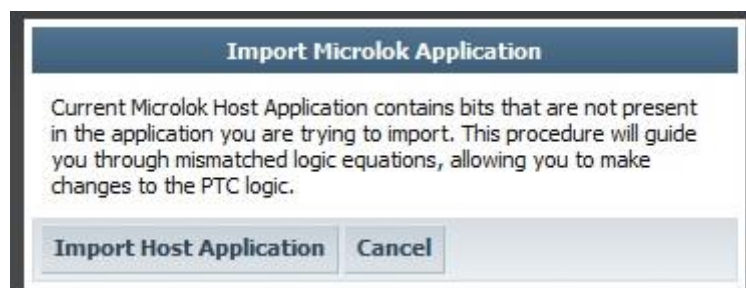 Import Microlok Application
Current Microlok Host Application contains bits that are not present
in the application you are trying to import. This procedure will guide
you through mismatched logic equations, allowing you to make
changes to the PTC logic.
Import Host Application Cancel